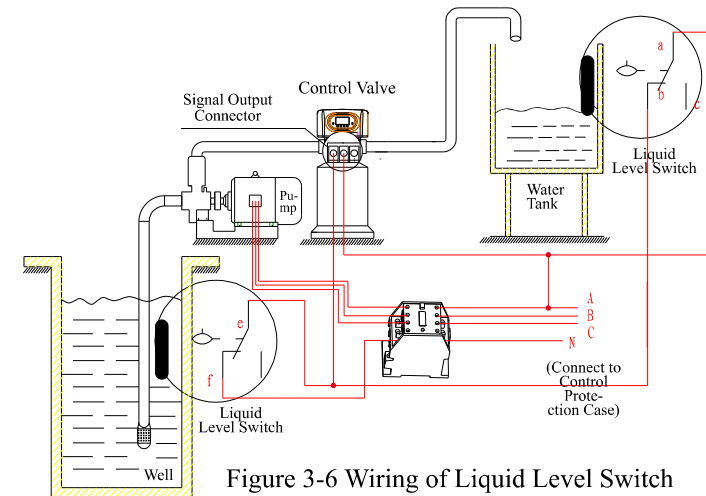 Control Valve
Signal Output
Connector
a
b
c
Liquid
Level Switch
Water
Tank
Pu-
mp
A
B
C
N
e
f
(Connect to
Control
Prote-
ction Case)
Liquid
Level Switch
Well
Figure 3-6 Wiring of Liquid Level Switch